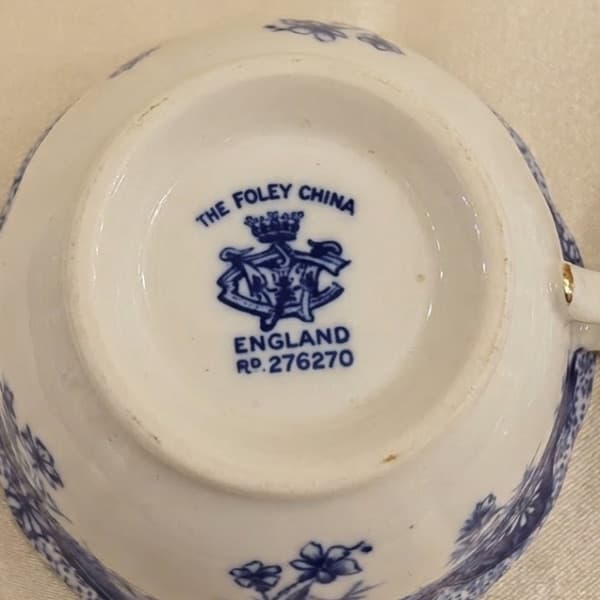 THE FOLEY CHINA
ENGLAND
RD. 276270